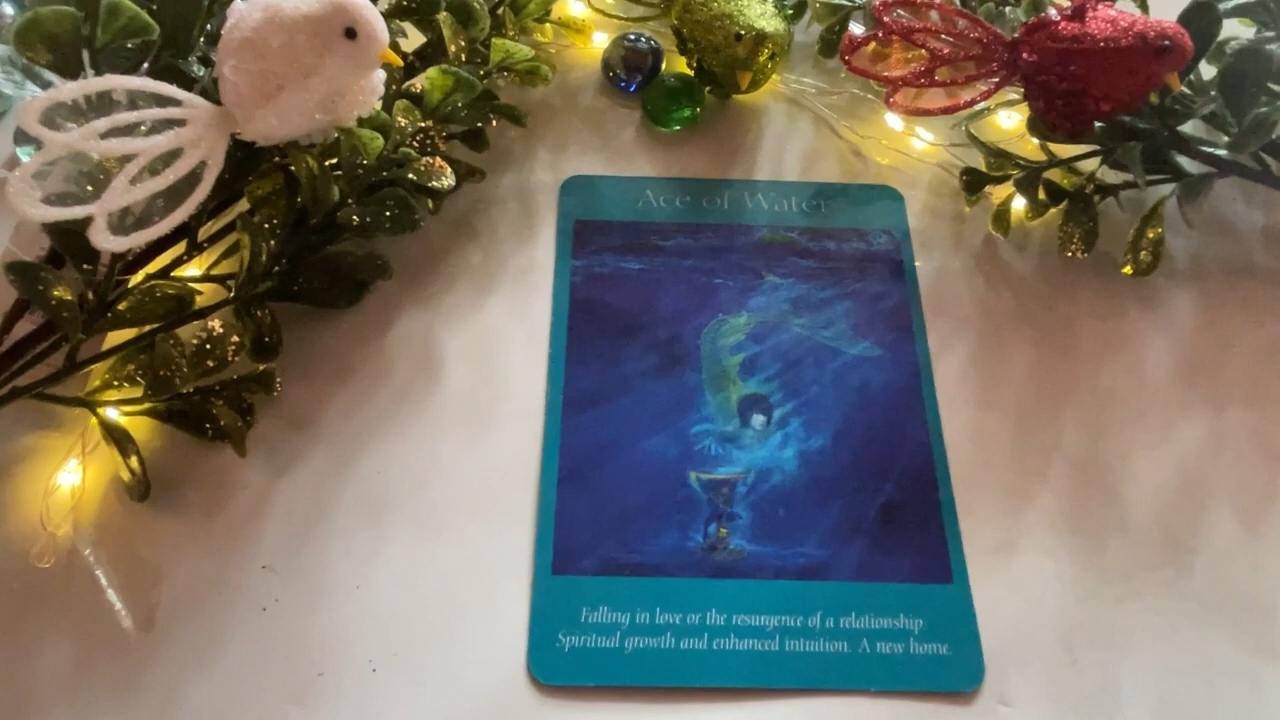 Ace of Water
Falling in love or the resurgence of a relationship.
Spiritual growth and enhanced intuition. A new home.